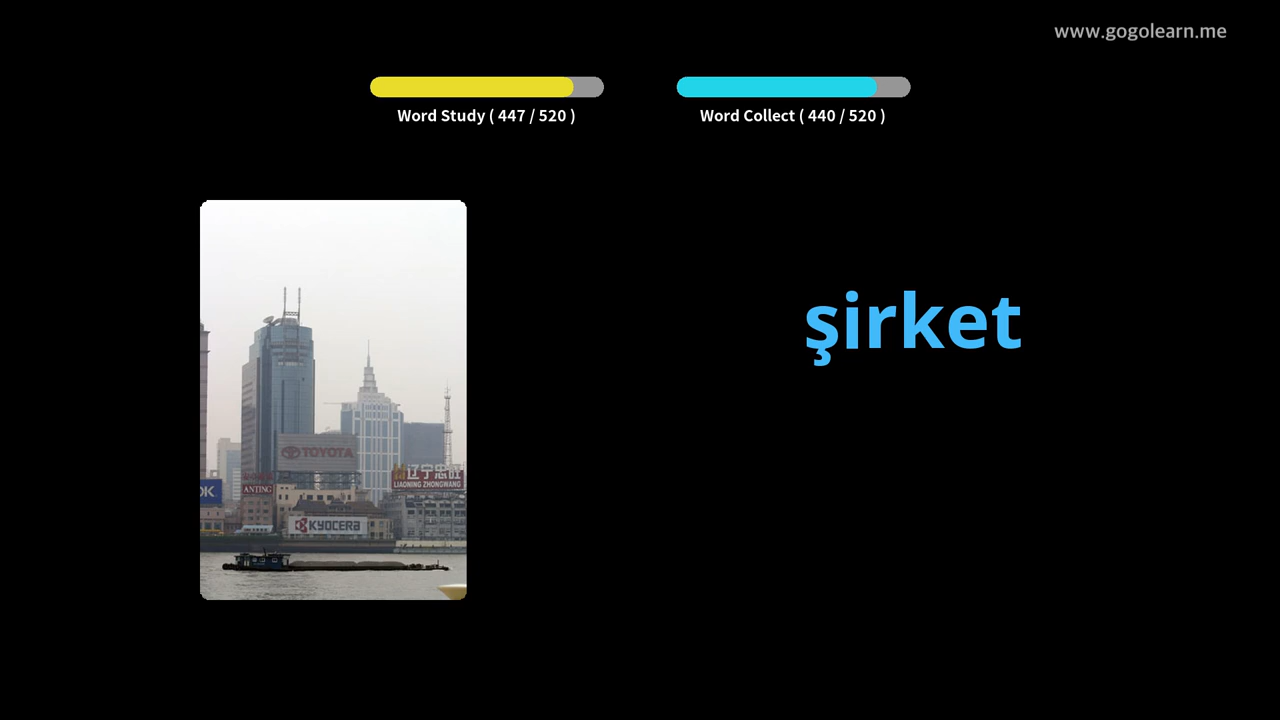 www.gogolearn.me
Word Study ( 447 / 520 )
Word Collect ( 440 / 520 )
şirket
TOYOTA
辽宁忠旺
LIAONING ZHONGWANG
ANTING
KYOCERA